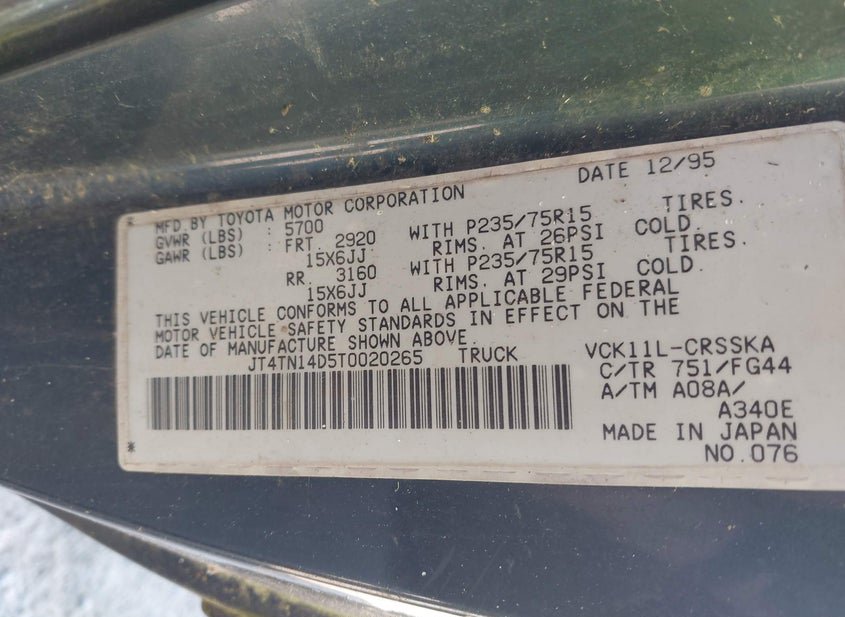 DATE 12/95
MFD.BY TOYOTA MOTOR CORPORATION
GVWR (LBS) : 5700
GAWR (LBS) : FRT. 2920 WITH P235/75R15 TIRES.
15X6JJ RIMS. AT 26PSI COLD.
RR. 3160 WITH P235/75R15 TIRES.
15X6JJ RIMS. AT 29PSI COLD.
THIS VEHICLE CONFORMS TO ALL APPLICABLE FEDERAL
MOTOR VEHICLE SAFETY STANDARDS IN EFFECT ON THE
DATE OF MANUFACTURE SHOWN ABOVE.
JT4TN14D5T0020265 TRUCK
VCK11L-CRSSKA
C/TR 751/FG44
A/TM A08A/
A340E
MADE IN JAPAN
NO.076